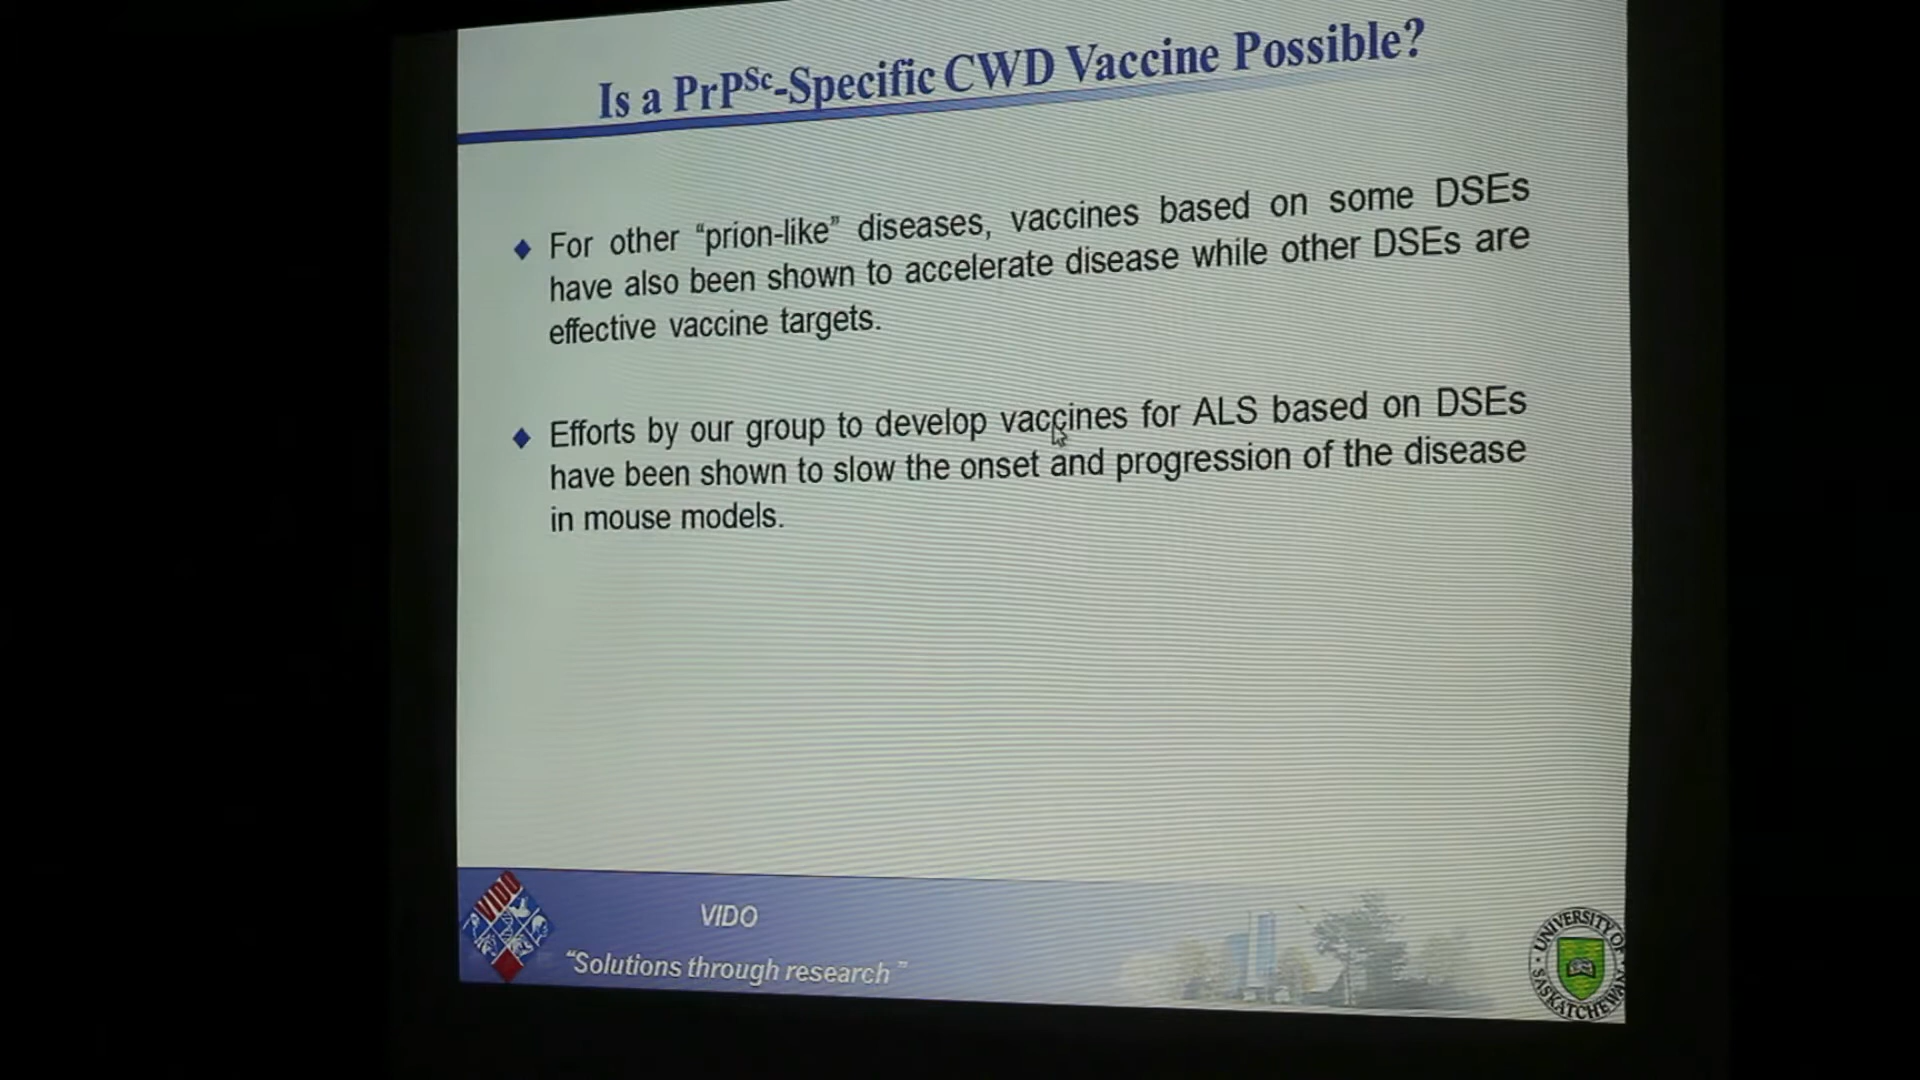 Is a PrPSc-Specific CWD Vaccine Possible?
For other “prion-like” diseases, vaccines based on some DSEs
have also been shown to accelerate disease while other DSEs are
effective vaccine targets.
Efforts by our group to develop vaccines for ALS based on DSEs
have been shown to slow the onset and progression of the disease
in mouse models.
VIDO
VIDO
“Solutions through research”
UNIVERSITY OF
SASKATCHEWAN